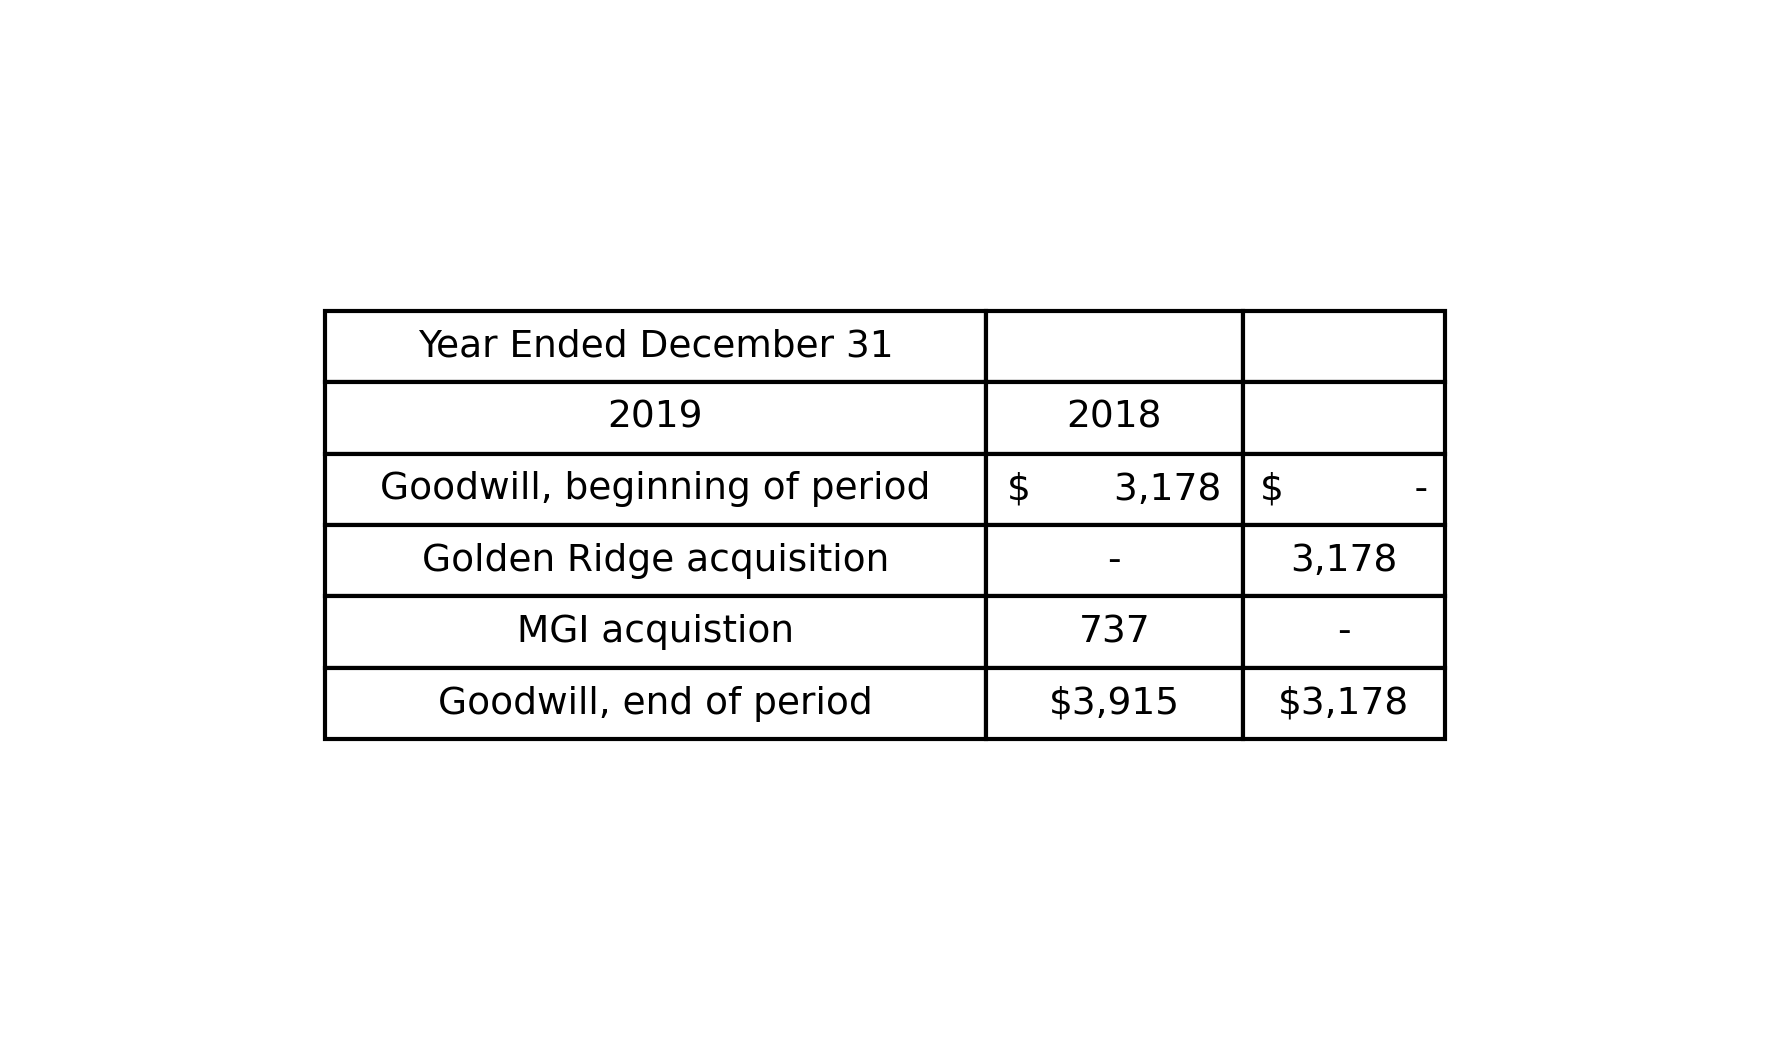 Year Ended December 31
2019 2018
Goodwill, beginning of period $ 3,178 $ -
Golden Ridge acquisition - 3,178
MGI acquistion 737 -
Goodwill, end of period $3,915 $3,178